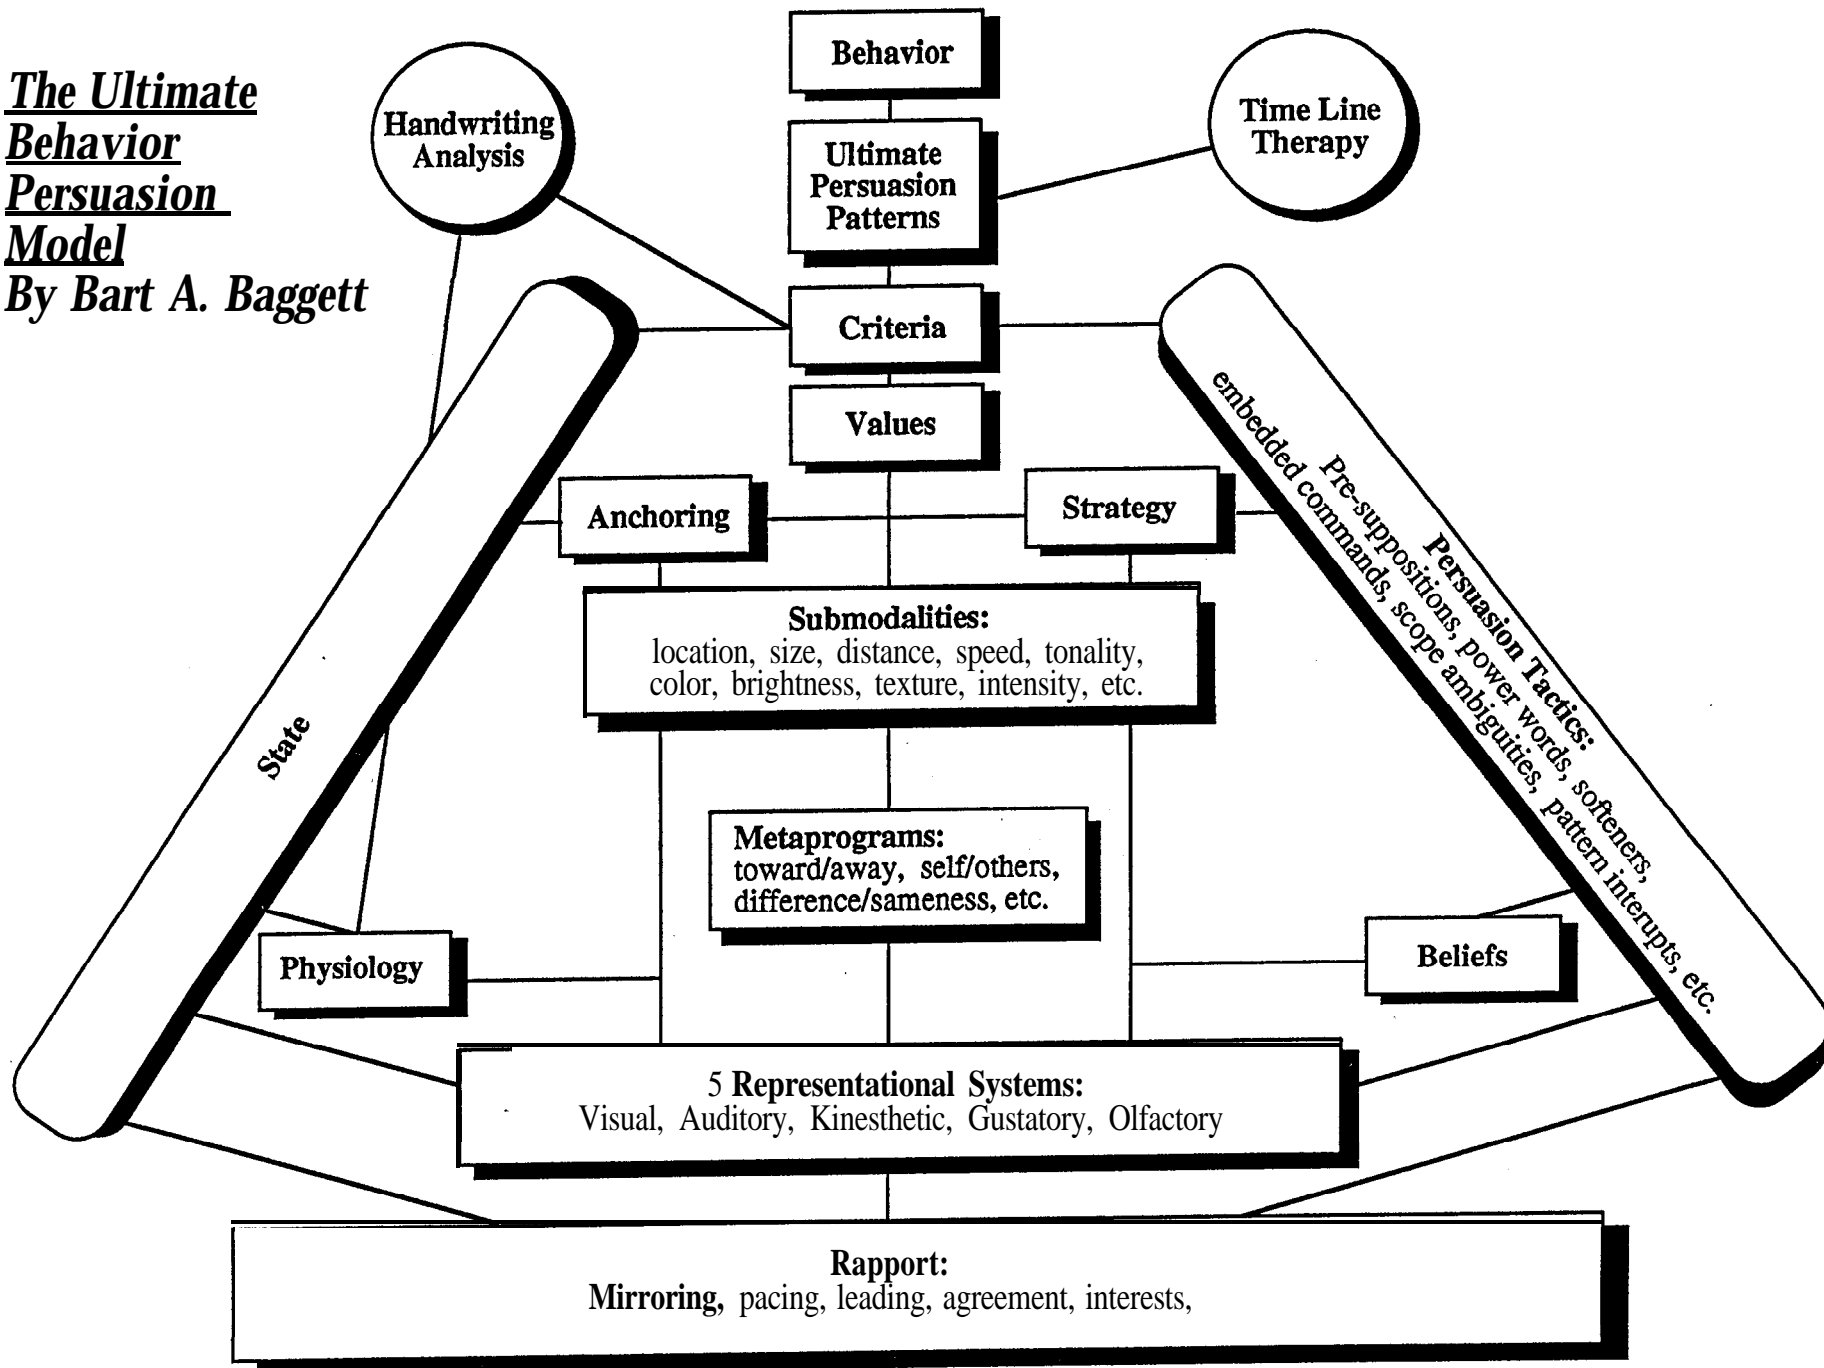 The Ultimate
Behavior
Persuasion
Model
By Bart A. Baggett
Handwriting
Analysis
Behavior
Ultimate
Persuasion
Patterns
Time Line
Therapy
Criteria
Values
Anchoring
Strategy
Submodalities:
location, size, distance, speed, tonality,
color, brightness, texture, intensity, etc.
State
Persuasion Tactics:
Pre-suppositions, power words, softeners,
embedded commands, scope ambiguities, pattern interupts, etc.
Metaprograms:
toward/away, self/others,
difference/sameness, etc.
Physiology
Beliefs
5 Representational Systems:
Visual, Auditory, Kinesthetic, Gustatory, Olfactory
Rapport:
Mirroring, pacing, leading, agreement, interests,